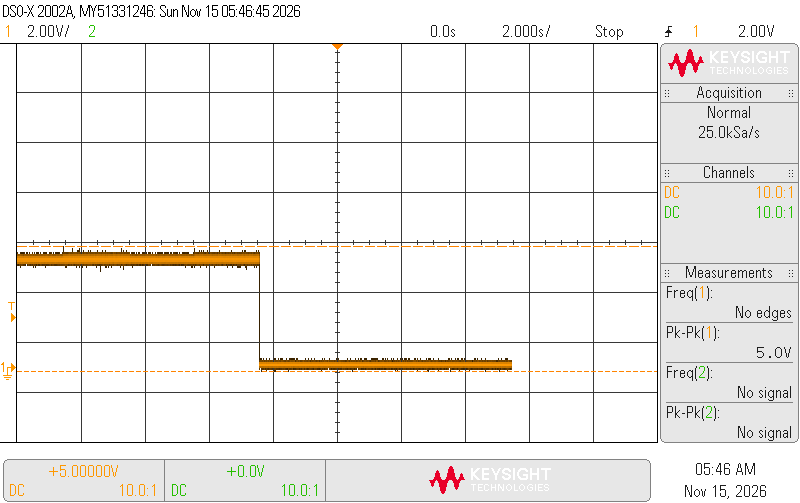 DSO-X 2002A, MY51331246: Sun Nov 15 05:46:45 2026
1 2.00V/ 2 0.0s 2.000s/ Stop 1 2.00V
KEYSIGHT
TECHNOLOGIES
Acquisition
Normal
25.0kSa/s
Channels
DC 10.0:1
DC 10.0:1
Measurements
Freq(1):
No edges
Pk-Pk(1):
5.0V
Freq(2):
No signal
Pk-Pk(2):
No signal
T
1
+5.00000V
DC 10.0:1
+0.0V
DC 10.0:1
KEYSIGHT
TECHNOLOGIES
05:46 AM
Nov 15, 2026